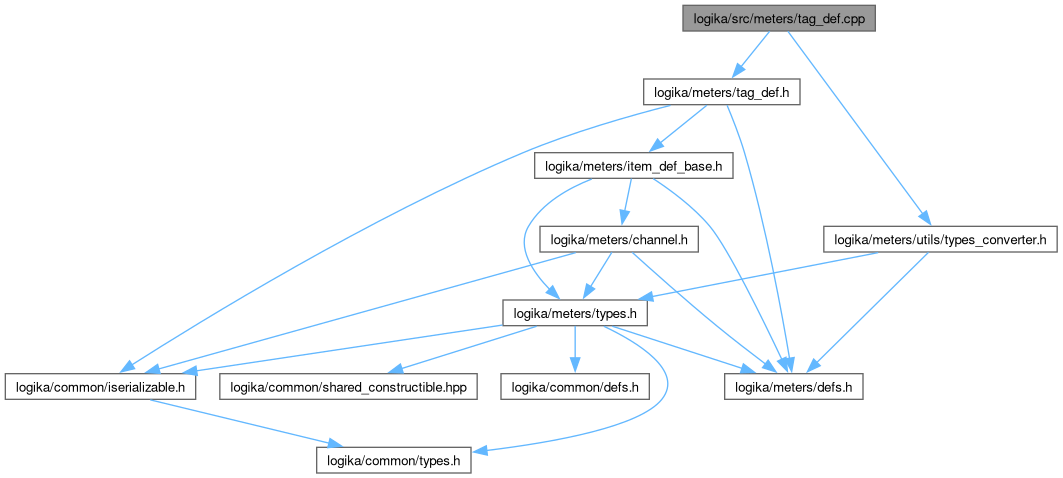 logika/src/meters/tag_def.cpp
logika/meters/tag_def.h
logika/meters/item_def_base.h
logika/meters/channel.h
logika/meters/utils/types_converter.h
logika/meters/types.h
logika/common/iserializable.h
logika/common/shared_constructible.hpp
logika/common/defs.h
logika/meters/defs.h
logika/common/types.h